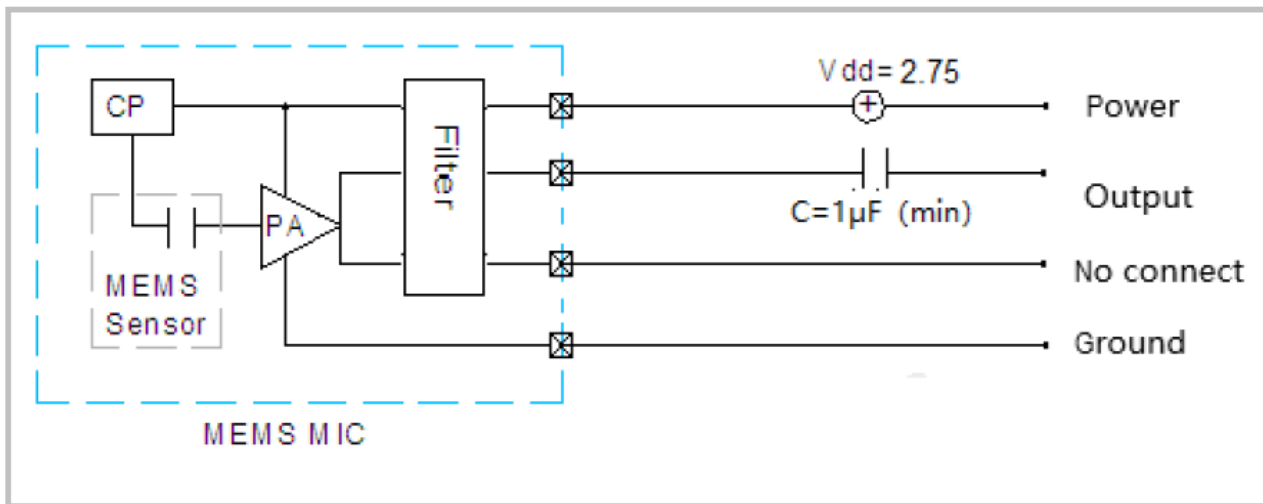 Vdd= 2.75
CP
Power
Filter
Output
C=1µF (min)
PA
No connect
MEMS
Sensor
Ground
MEMS MIC